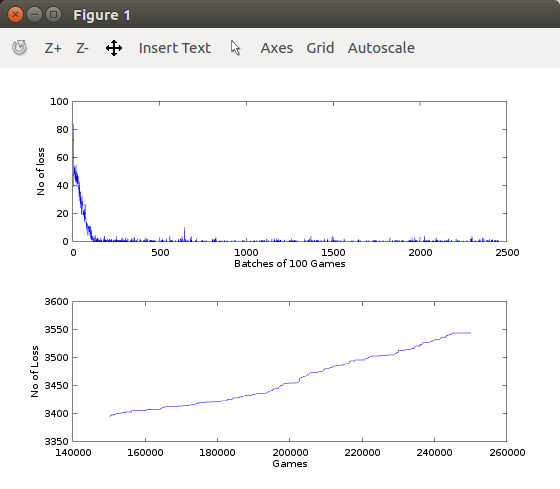 Figure 1
Z+ Z- Insert Text Axes Grid Autoscale
100
80
60
40
20
0
No of loss
0 500 1000 1500 2000 2500
Batches of 100 Games
3600
3550
3500
3450
3400
3350
No of Loss
140000 160000 180000 200000 220000 240000 260000
Games